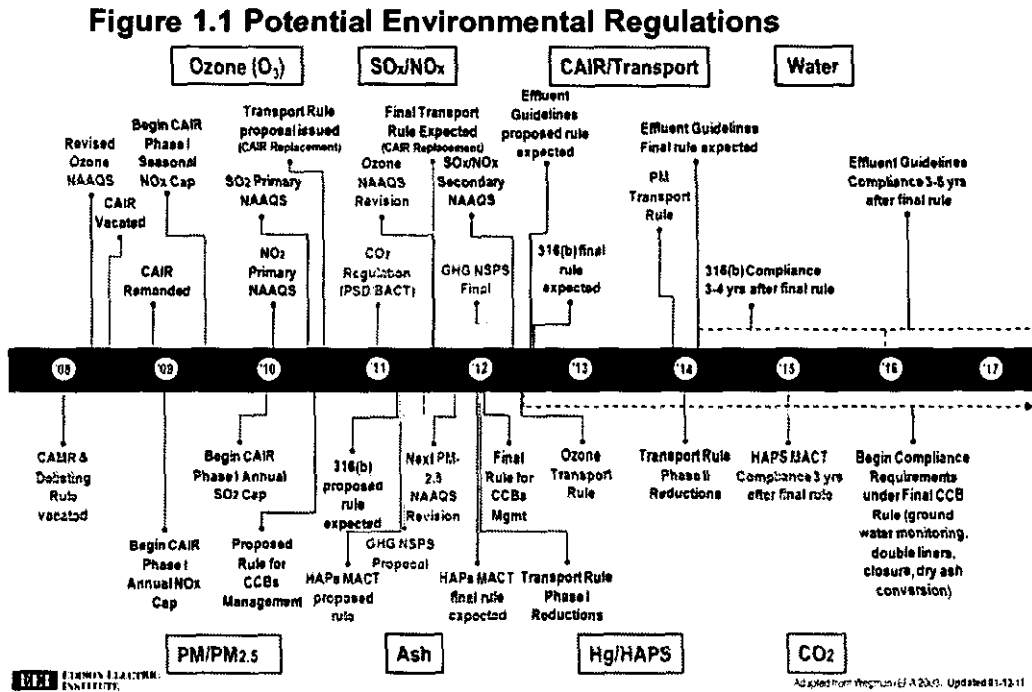 Figure 1.1 Potential Environmental Regulations
Ozone (O3)
SOx/NOx
CAIR/Transport
Water
Revised
Ozone
NAAQS
CAIR
Vacated
Begin CAIR
Phase I
Seasonal
NOx Cap
CAIR
Remanded
Transport Rule
proposal issued
(CAIR Replacement)
SO2 Primary
NAAQS
NO2
Primary
NAAQS
Final Transport
Rule Expected
(CAIR Replacement)
Ozone
NAAQS
Revision
CO2
Regulation
(PSD/BACT)
SOx/NOx
Secondary
NAAQS
GHG NSPS
Final
Effluent
Guidelines
proposed rule
expected
316(b) final
rule
expected
Effluent Guidelines
Final rule expected
PM
Transport
Rule
316(b) Compliance
3-4 yrs after final rule
Effluent Guidelines
Compliance 3-5 yrs
after final rule
'08
'09
'10
'11
'12
'13
'14
'15
'16
'17
CAMR &
Delisting
Rule
vacated
Begin CAIR
Phase I
Annual NOx
Cap
Begin CAIR
Phase I Annual
SO2 Cap
Proposed
Rule for
CCBs
Management
316(b)
proposed
rule
expected
HAPs MACT
proposed
rule
GHG NSPS
Proposal
Next PM-
2.5
NAAQS
Revision
HAPs MACT
final rule
expected
Final
Rule for
CCBs
Mgmt
Transport Rule
Phase I
Reductions
Ozone
Transport
Rule
Transport Rule
Phase II
Reductions
HAPS MACT
Compliance 3 yrs
after final rule
Begin Compliance
Requirements
under Final CCB
Rule (ground
water monitoring,
double liners,
closure, dry ash
conversion)
PM/PM2.5
Ash
Hg/HAPS
CO2
EEI EDISON ELECTRIC
INSTITUTE
Adapted from Updated 01-12-11